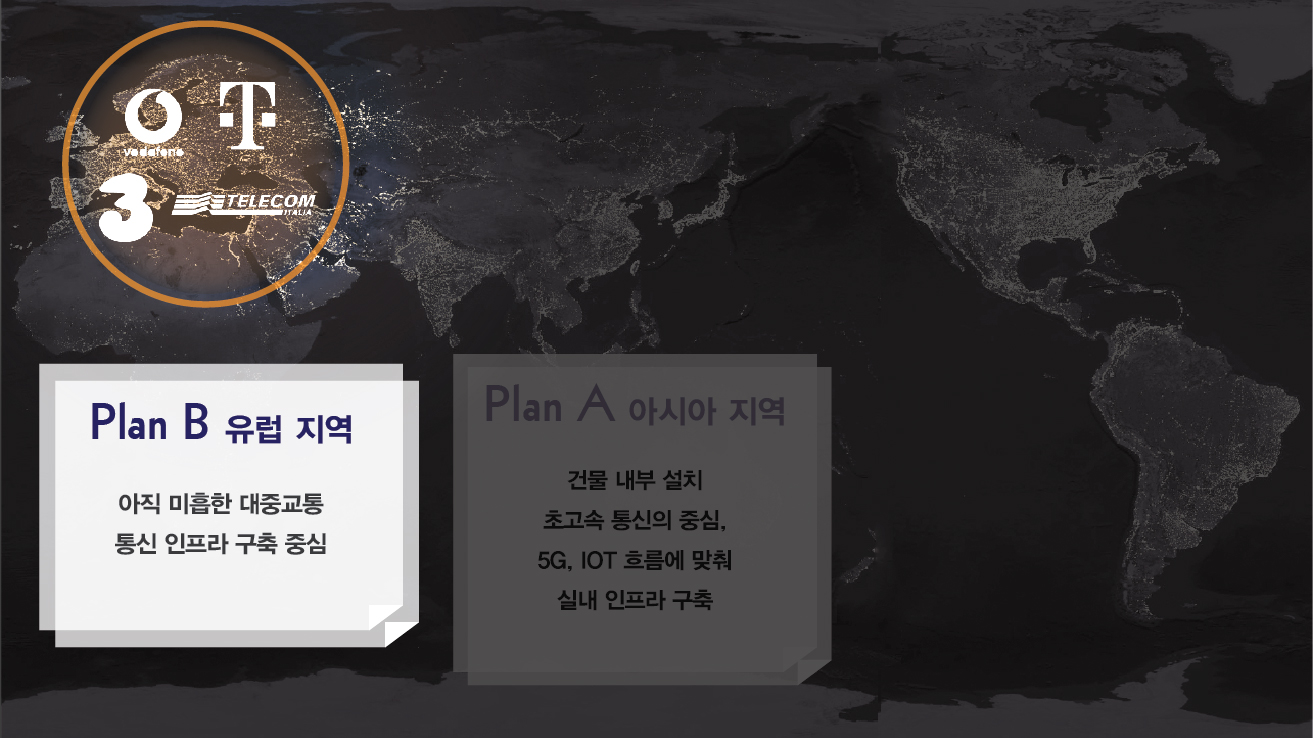 vodafone
T
3
TELECOM
ITALIA
Plan B 유럽 지역
아직 미흡한 대중교통
통신 인프라 구축 중심
Plan A 아시아 지역
건물 내부 설치
초고속 통신의 중심,
5G, IOT 흐름에 맞춰
실내 인프라 구축